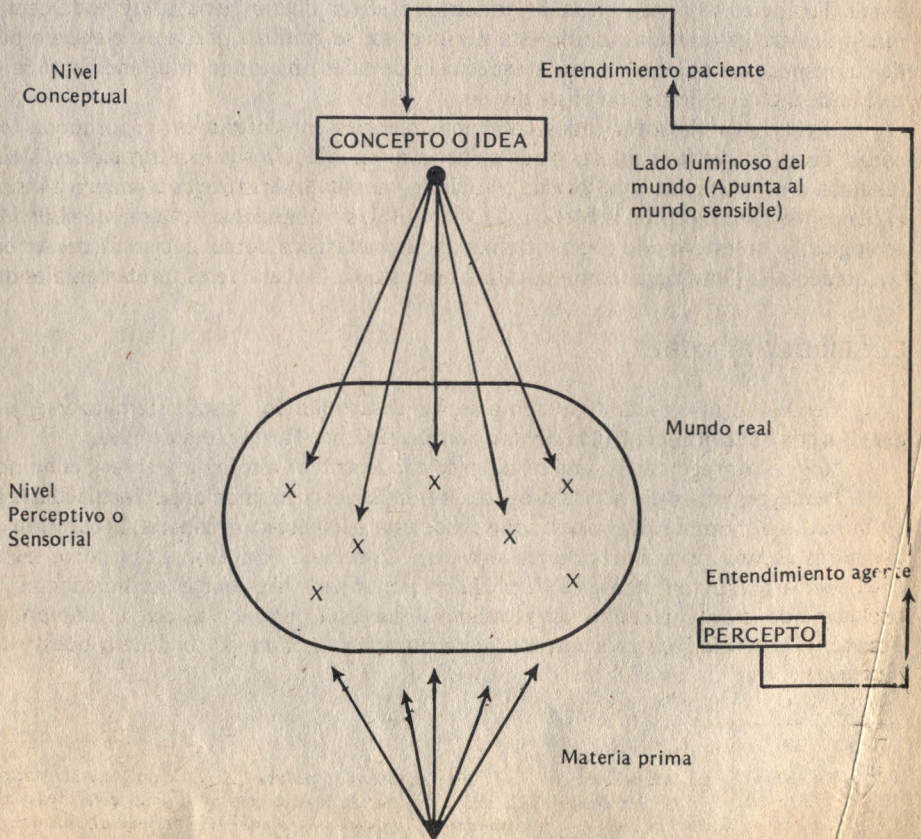 Nivel
Conceptual
Entendimiento paciente
CONCEPTO O IDEA
Lado luminoso del
mundo (Apunta al
mundo sensible)
Mundo real
x
x
x
x
x
x
x
Nivel
Perceptivo o
Sensorial
Entendimiento agente
PERCEPTO
Materia prima